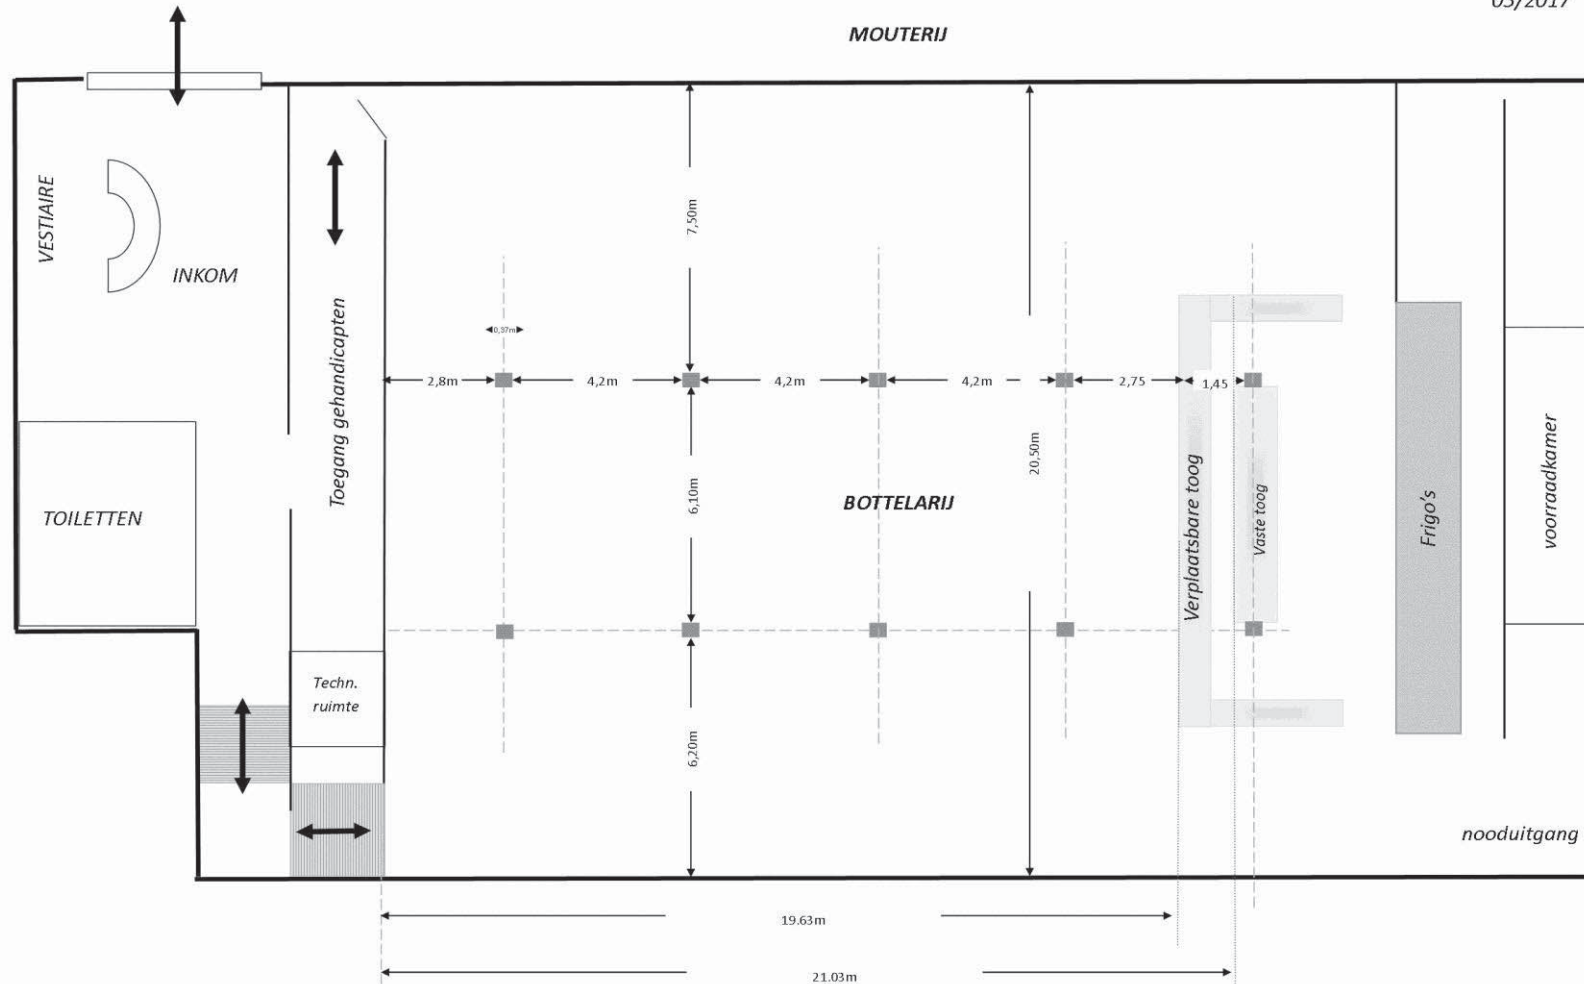 03/2017
MOUTERIJ
VESTIAIRE
INKOM
Toegang gehandicapten
7,50m
0,37m
2,8m
4,2m
4,2m
4,2m
2,75
1,45
20,50m
6,10m
BOTTELARIJ
Verplaatsbare toog
Vaste toog
Frigo's
voorraadkamer
TOILETTEN
Techn.
ruimte
6,20m
nooduitgang
19.63m
21.03m